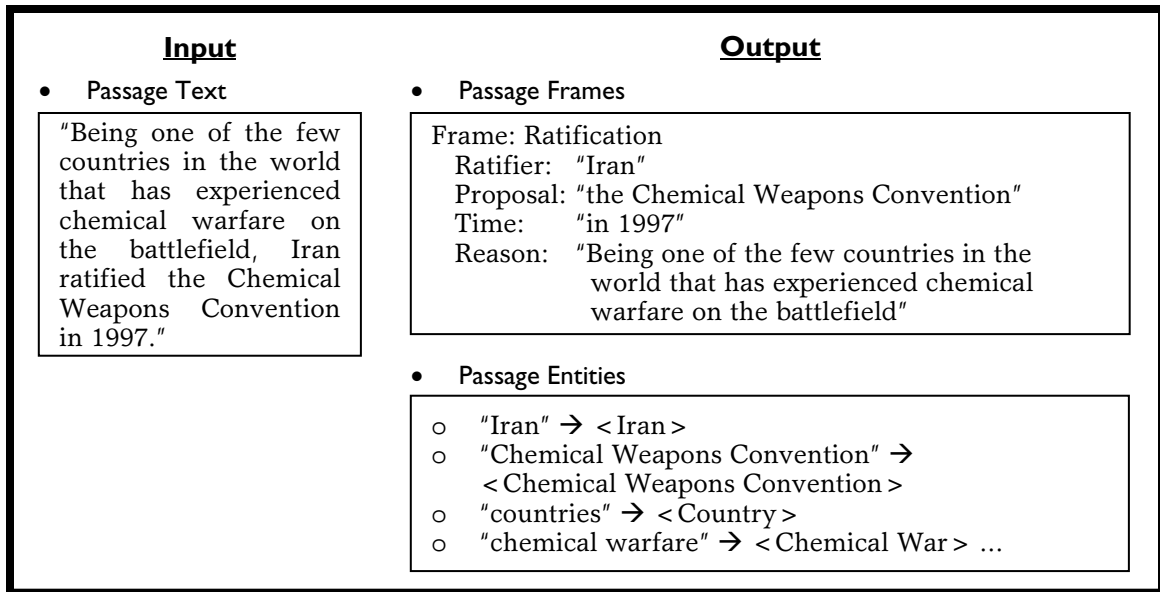 Input
• Passage Text
"Being one of the few
countries in the world
that has experienced
chemical warfare on
the battlefield, Iran
ratified the Chemical
Weapons Convention
in 1997."
Output
• Passage Frames
Frame: Ratification
Ratifier: "Iran"
Proposal: "the Chemical Weapons Convention"
Time: "in 1997"
Reason: "Being one of the few countries in the
world that has experienced chemical
warfare on the battlefield"
• Passage Entities
o "Iran" → <Iran>
o "Chemical Weapons Convention" →
<Chemical Weapons Convention>
o "countries" → <Country>
o "chemical warfare" → <Chemical War> ...